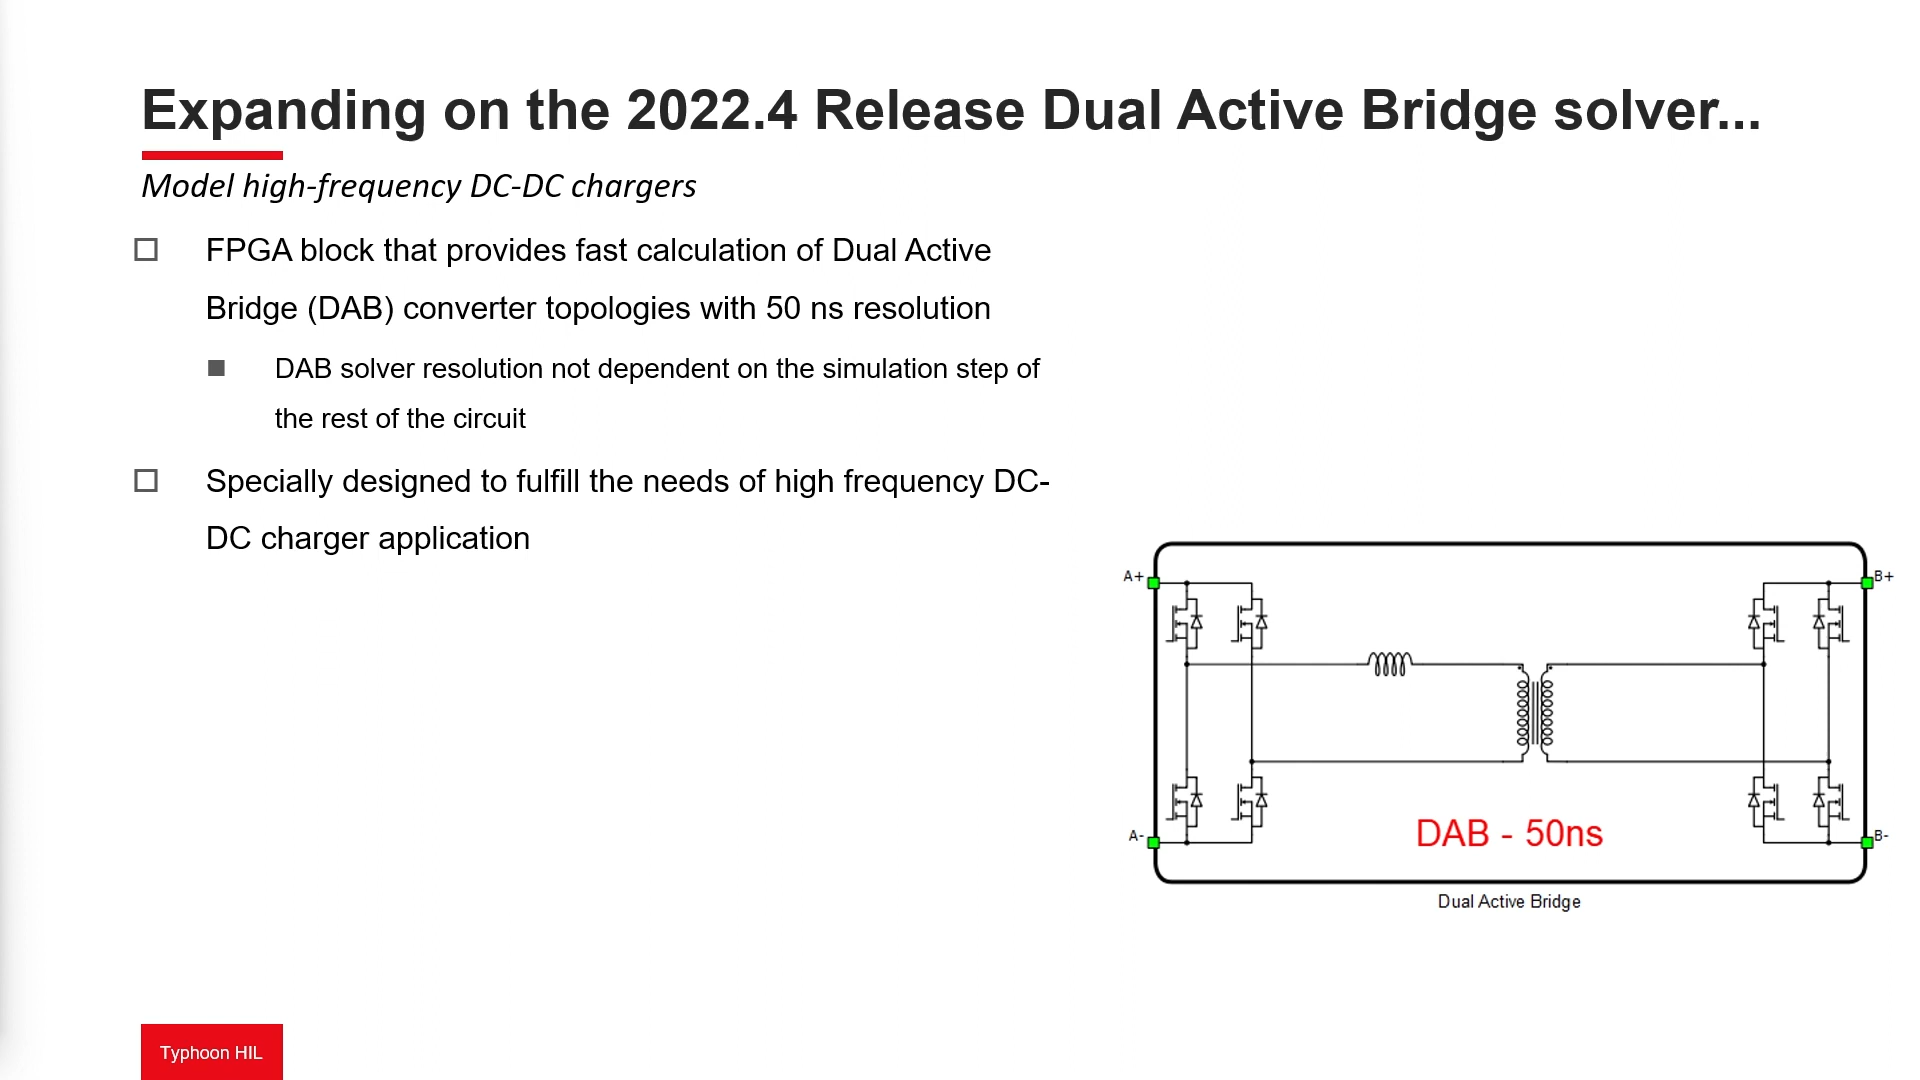 Expanding on the 2022.4 Release Dual Active Bridge solver...
Model high-frequency DC-DC chargers
FPGA block that provides fast calculation of Dual Active
Bridge (DAB) converter topologies with 50 ns resolution
DAB solver resolution not dependent on the simulation step of
the rest of the circuit
Specially designed to fulfill the needs of high frequency DC-
DC charger application
A+
B+
A-
B-
DAB - 50ns
Dual Active Bridge
Typhoon HIL